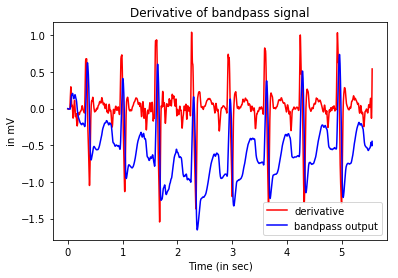 Derivative of bandpass signal
in mV
1.0
0.5
0.0
−0.5
−1.0
−1.5
0
1
2
3
4
5
Time (in sec)
derivative
bandpass output